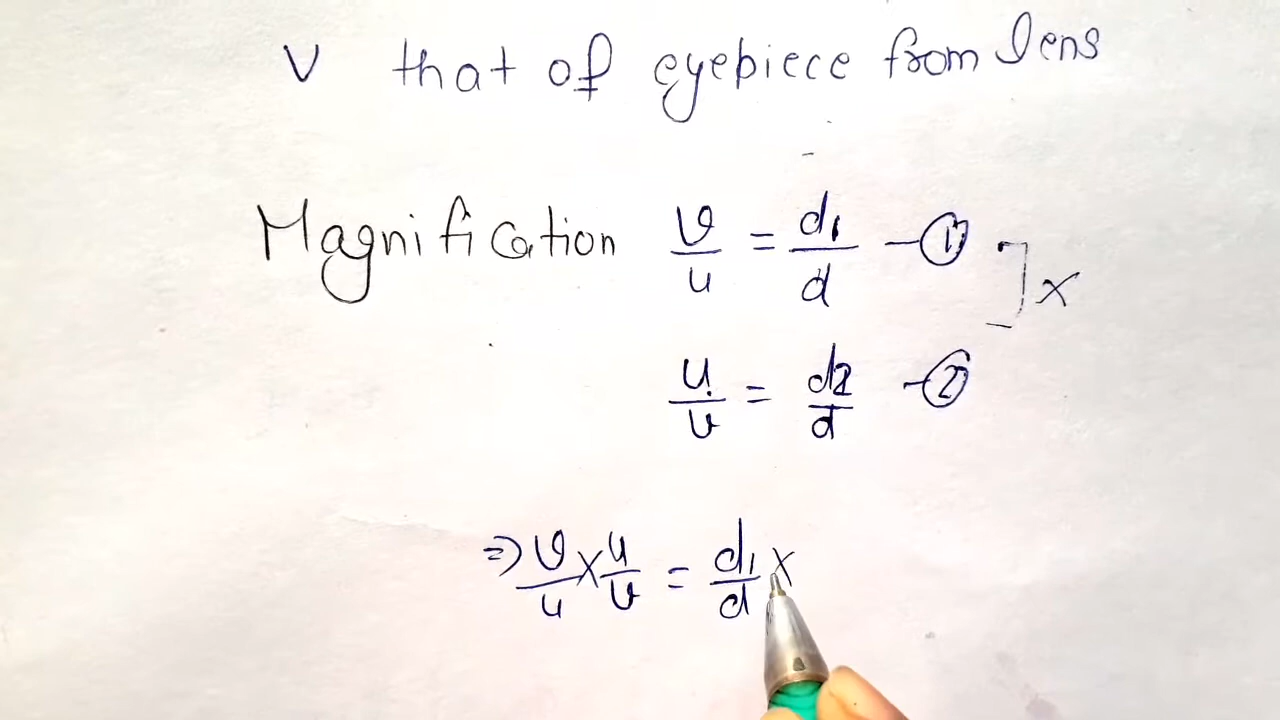 V that of eyepiece from lens
Magnification v/u = d1/d - ① ] x
u/v = d2/d - ②
⇒ v/u x u/v = d1/d x